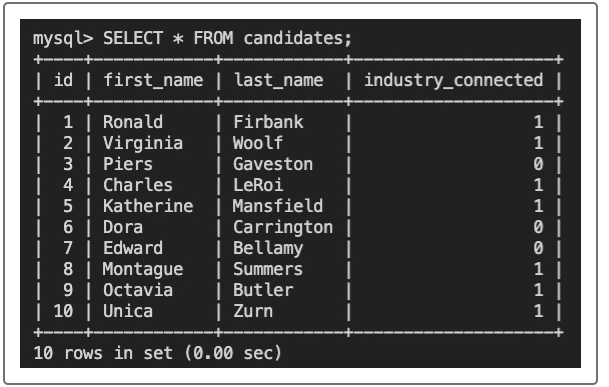 mysql> SELECT * FROM candidates;
+----+------------+------------+--------------------+
| id | first_name | last_name  | industry_connected |
+----+------------+------------+--------------------+
|  1 | Ronald     | Firbank    |                  1 |
|  2 | Virginia   | Woolf      |                  1 |
|  3 | Piers      | Gaveston   |                  0 |
|  4 | Charles    | LeRoi      |                  1 |
|  5 | Katherine  | Mansfield  |                  1 |
|  6 | Dora       | Carrington |                  0 |
|  7 | Edward     | Bellamy    |                  0 |
|  8 | Montague   | Summers    |                  1 |
|  9 | Octavia    | Butler     |                  1 |
| 10 | Unica      | Zurn       |                  1 |
+----+------------+------------+--------------------+
10 rows in set (0.00 sec)